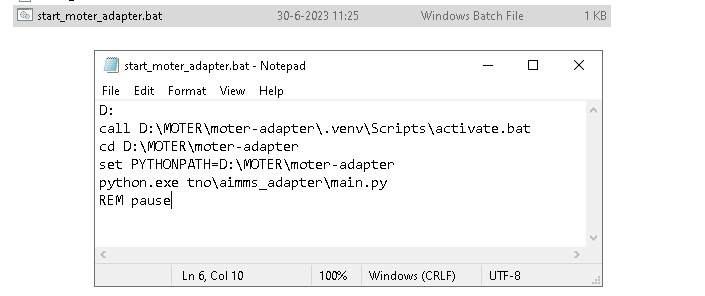 start_moter_adapter.bat 30-6-2023 11:25 Windows Batch File 1 KB
start_moter_adapter.bat - Notepad
File Edit Format View Help
D:
call D:\MOTER\moter-adapter\.venv\Scripts\activate.bat
cd D:\MOTER\moter-adapter
set PYTHONPATH=D:\MOTER\moter-adapter
python.exe tno\aimms_adapter\main.py
REM pause
Ln 6, Col 10 100% Windows (CRLF) UTF-8